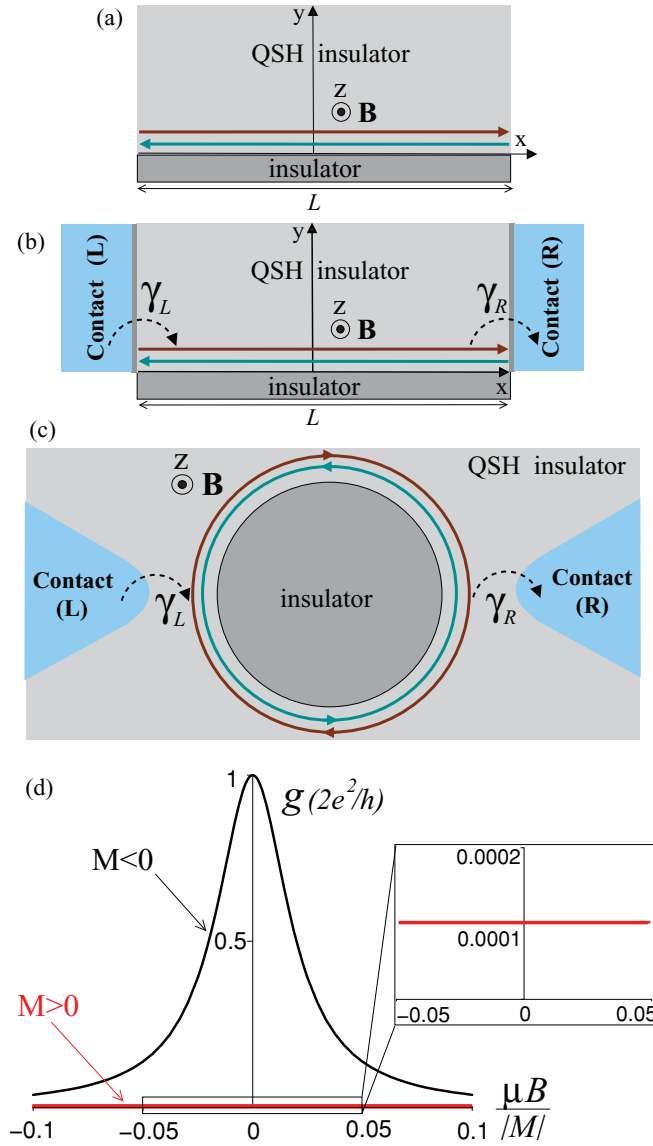 (a)
y
QSH insulator
z
B
x
insulator
L
(b)
y
Contact (L)
QSH insulator
Contact (R)
γL
γR
z
B
insulator
x
L
(c)
z
B
QSH insulator
Contact
(L)
γL
insulator
γR
Contact
(R)
(d)
1
g (2e²/h)
M<0
0.5
M>0
0.0002
0.0001
−0.05 0 0.05
−0.1 −0.05 0 0.05 0.1
μB
|M|